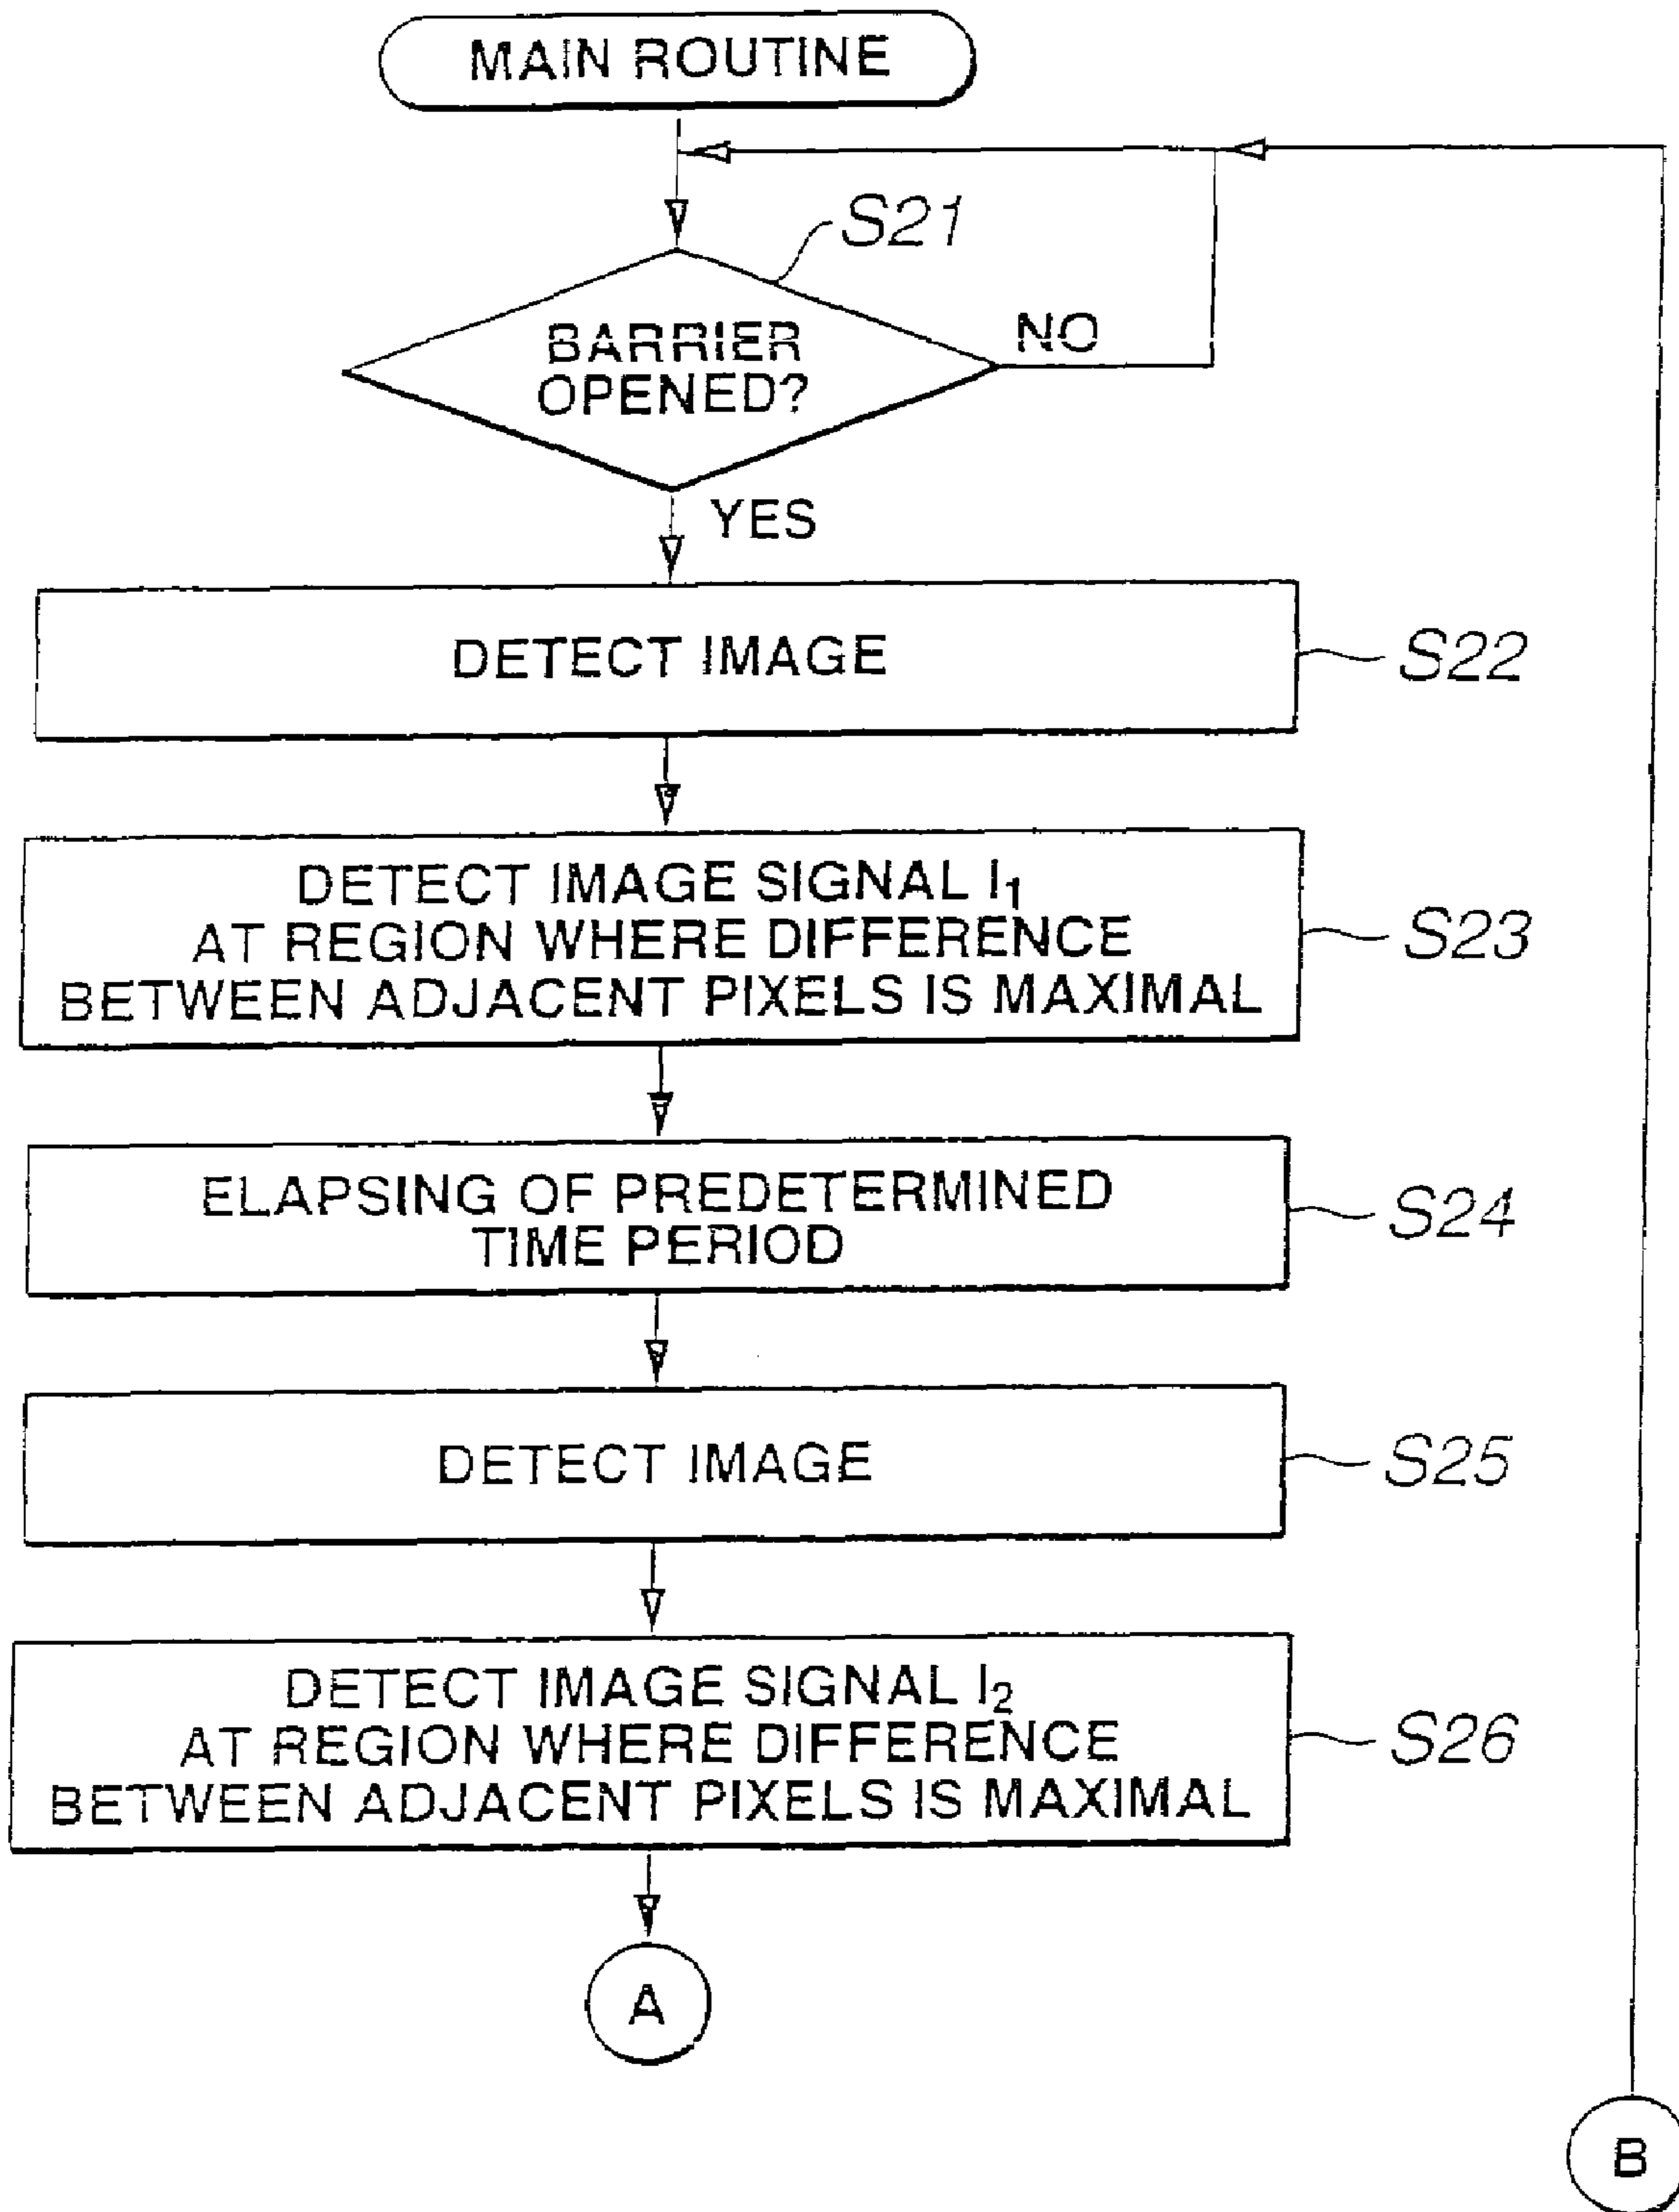 MAIN ROUTINE
S21
BARRIER
OPENED?
NO
YES
DETECT IMAGE
S22
DETECT IMAGE SIGNAL I₁
AT REGION WHERE DIFFERENCE
BETWEEN ADJACENT PIXELS IS MAXIMAL
S23
ELAPSING OF PREDETERMINED
TIME PERIOD
S24
DETECT IMAGE
S25
DETECT IMAGE SIGNAL I₂
AT REGION WHERE DIFFERENCE
BETWEEN ADJACENT PIXELS IS MAXIMAL
S26
A
B